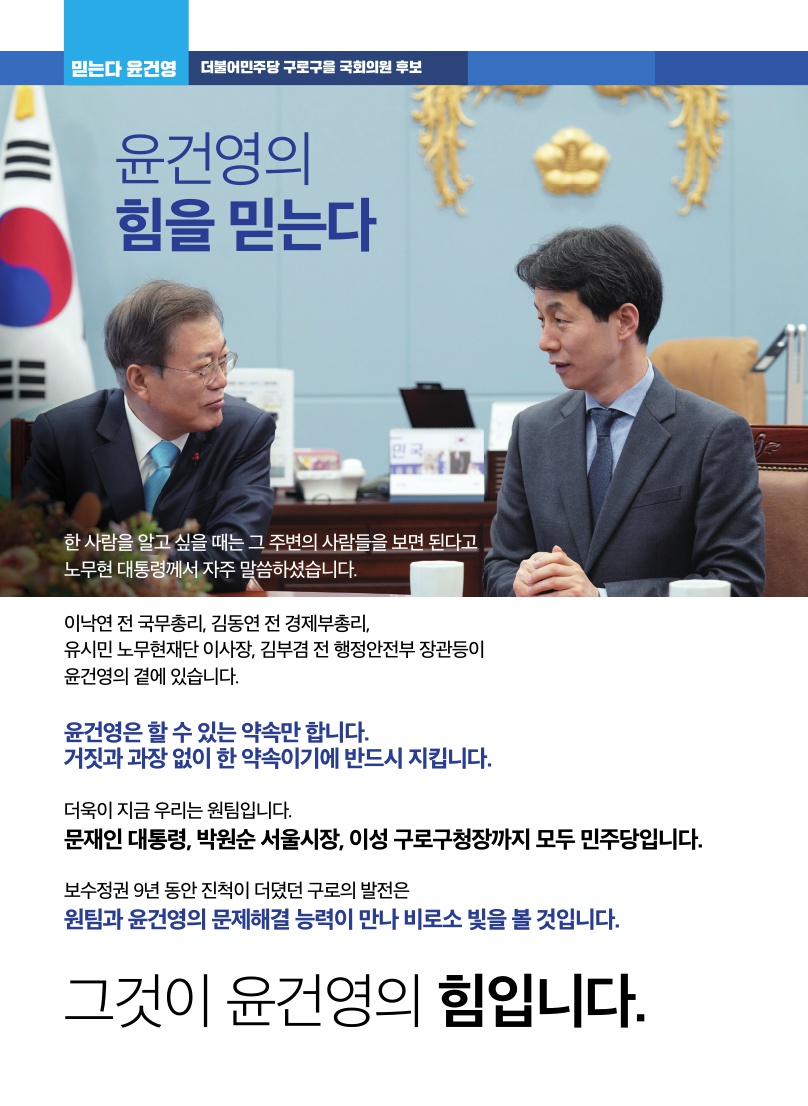 믿는다 윤건영
더불어민주당 구로구을 국회의원 후보
윤건영의
힘을 믿는다
민국
한 사람을 알고 싶을 때는 그 주변의 사람들을 보면 된다고
노무현 대통령께서 자주 말씀하셨습니다.
이낙연 전 국무총리, 김동연 전 경제부총리,
유시민 노무현재단 이사장, 김부겸 전 행정안전부 장관등이
윤건영의 곁에 있습니다.
윤건영은 할 수 있는 약속만 합니다.
거짓과 과장 없이 한 약속이기에 반드시 지킵니다.
더욱이 지금 우리는 원팀입니다.
문재인 대통령, 박원순 서울시장, 이성 구로구청장까지 모두 민주당입니다.
보수정권 9년 동안 진척이 더뎠던 구로의 발전은
원팀과 윤건영의 문제해결 능력이 만나 비로소 빛을 볼 것입니다.
그것이 윤건영의 힘입니다.